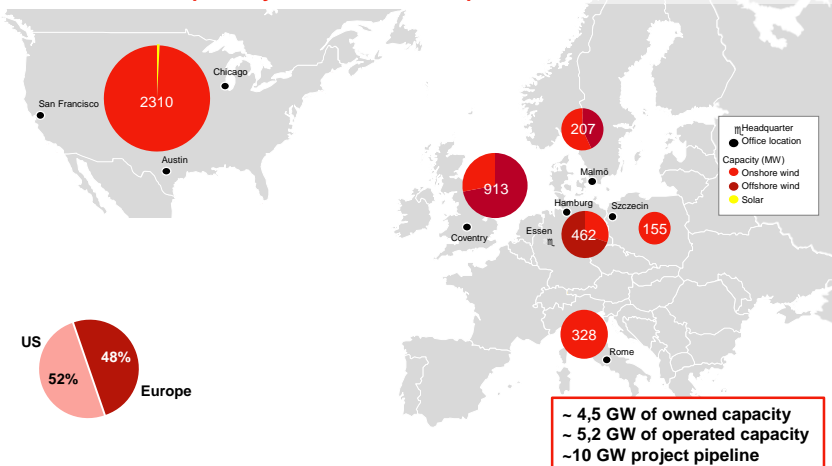 2310
Chicago
San Francisco
Austin
207
Malmö
913
Hamburg
Szczecin
Essen
♏
462
155
Coventry
328
Rome
♏Headquarter
Office location
Capacity (MW)
Onshore wind
Offshore wind
Solar
US
48%
52%
Europe
~ 4,5 GW of owned capacity
~ 5,2 GW of operated capacity
~10 GW project pipeline